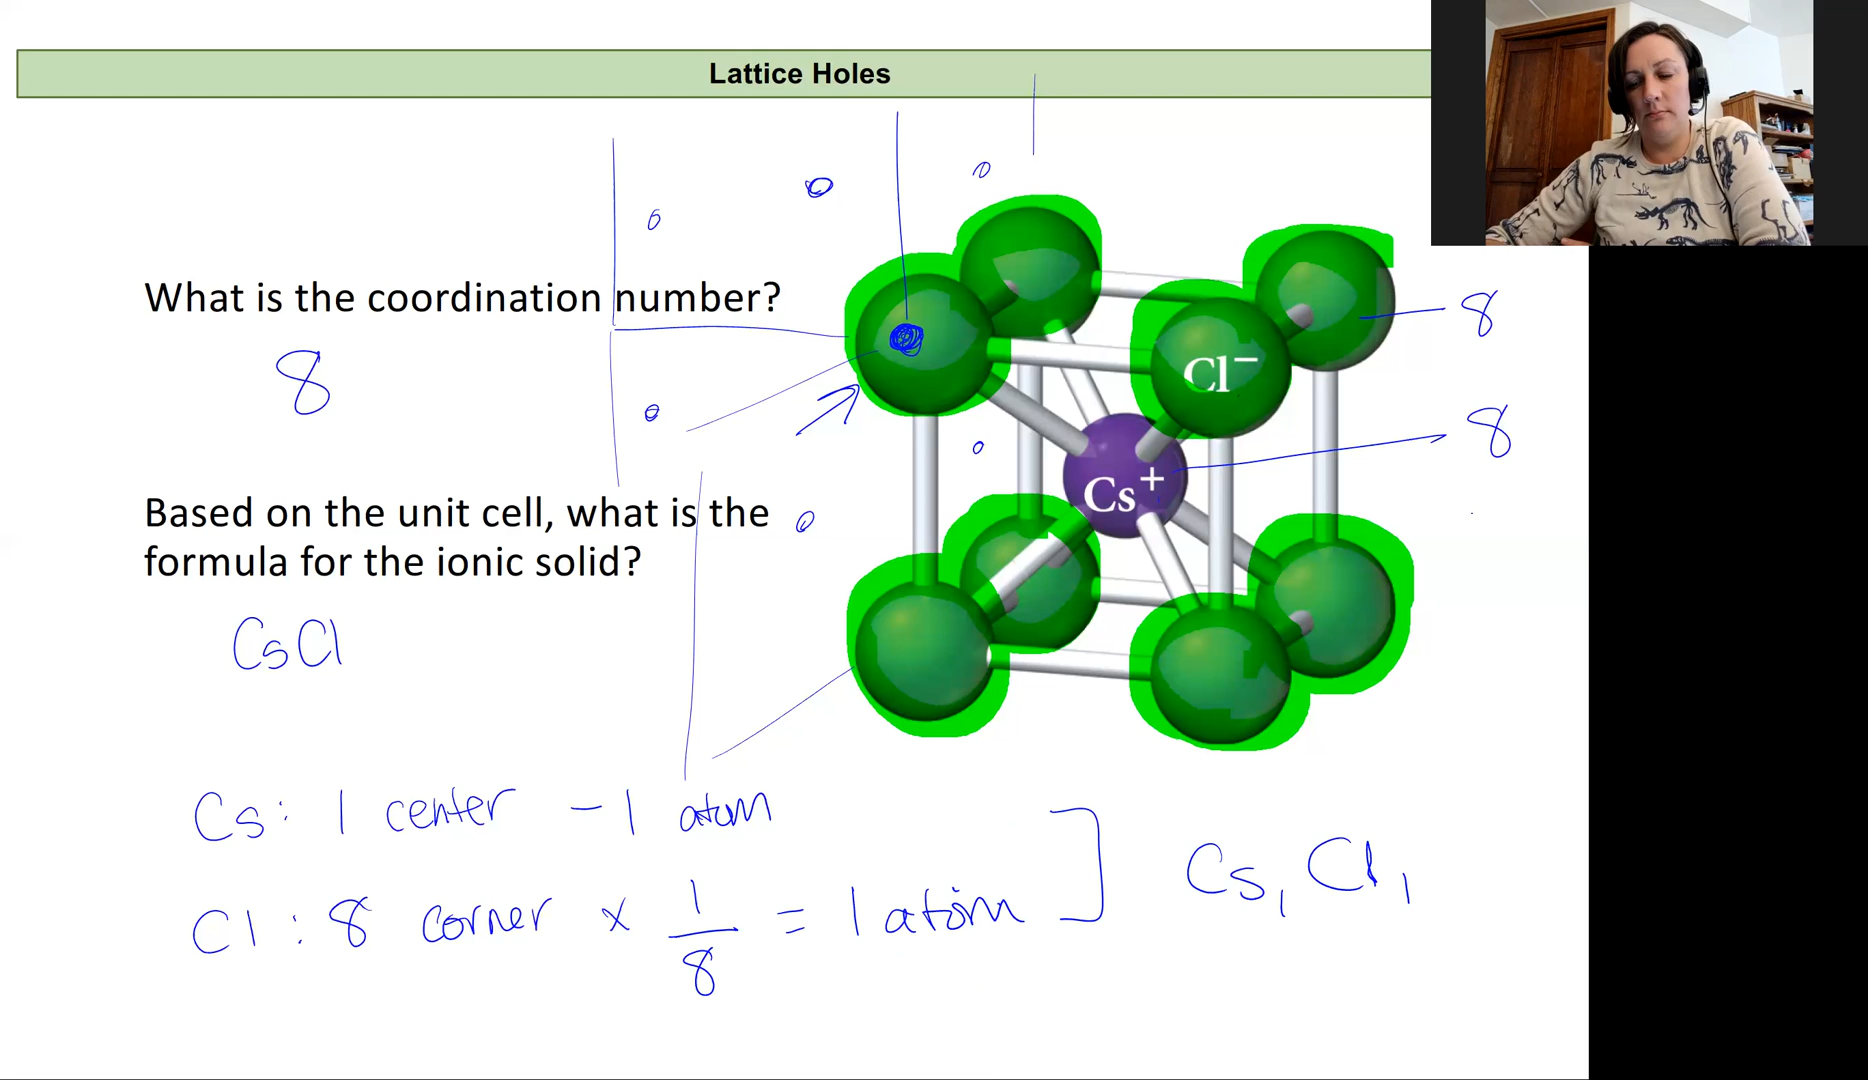 Lattice Holes
What is the coordination number?
8
Based on the unit cell, what is the
formula for the ionic solid?
CsCl
Cl⁻
Cs⁺
8
8
Cs: 1 center - 1 atom
Cl: 8 corner x 1/8 = 1 atom
Cs₁ Cl₁